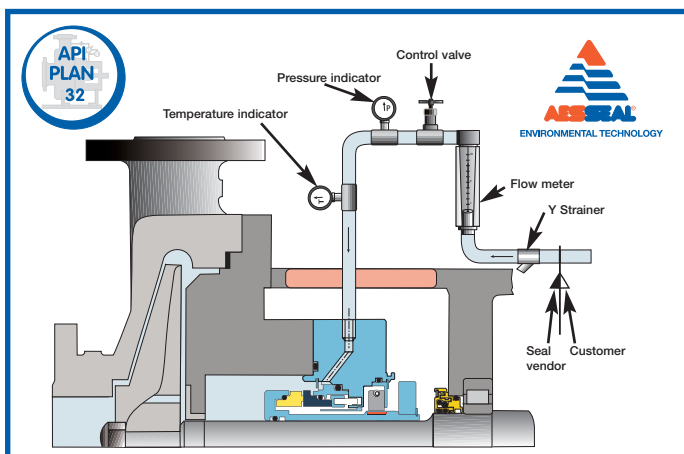 API
PLAN
32
Control valve
Pressure indicator
Temperature indicator
AESSEAL®
ENVIRONMENTAL TECHNOLOGY
P
Flow meter
T
Y Strainer
Seal
vendor
Customer